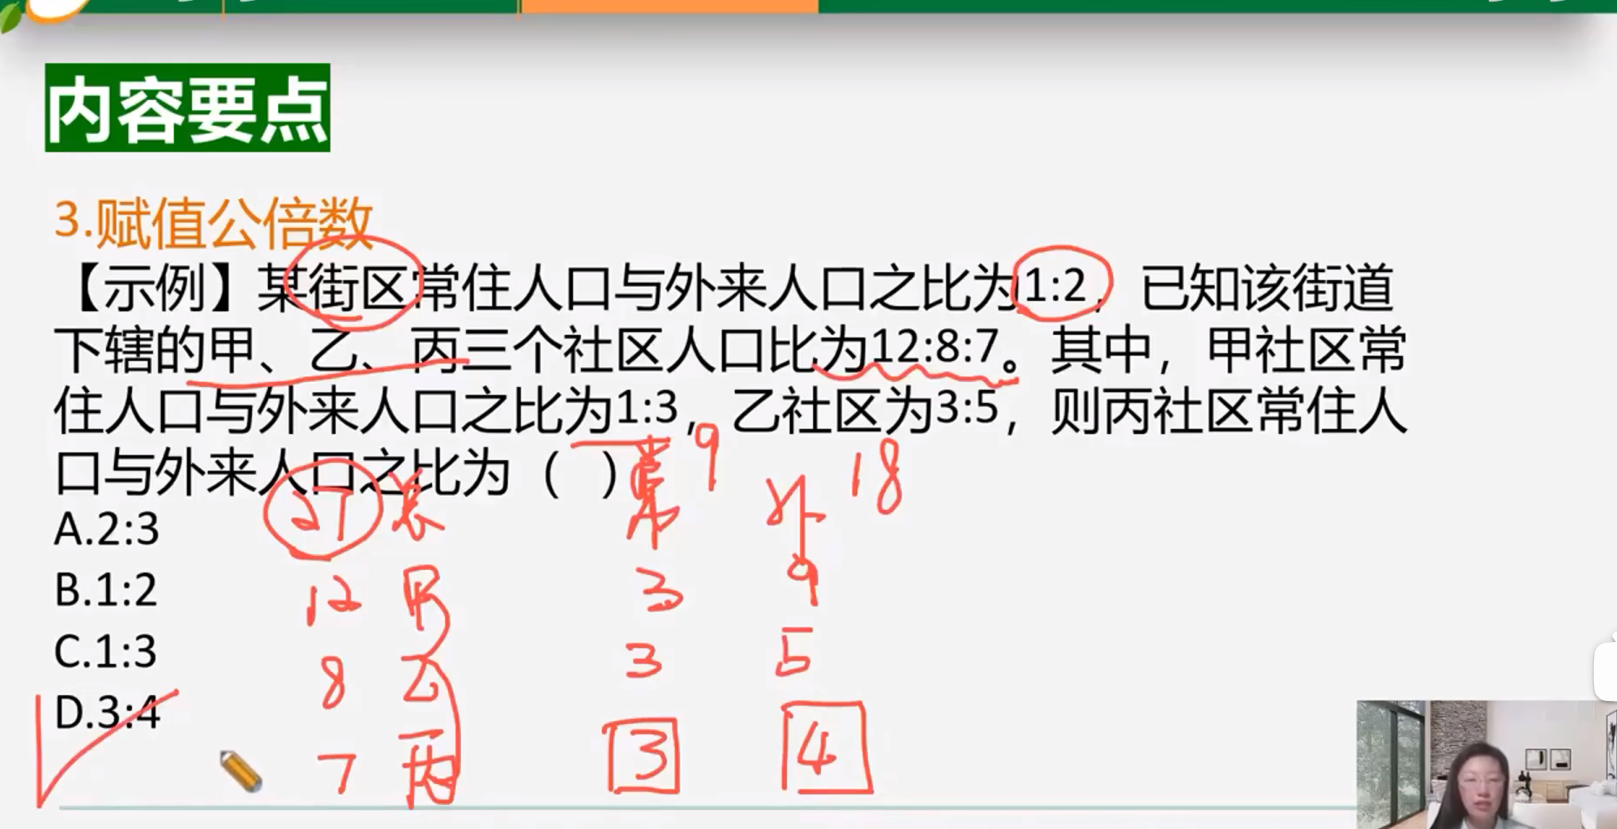 内容要点
3.赋值公倍数
【示例】某街区常住人口与外来人口之比为1:2，已知该街道
下辖的甲、乙、丙三个社区人口比为12:8:7。其中，甲社区常
住人口与外来人口之比为1:3，乙社区为3:5，则丙社区常住人
口与外来人口之比为（ ）
常 9 外 18
A.2:3
27 总
B.1:2
12 甲 3 9
C.1:3
8 乙 3 5
D.3:4
7 丙 3 4